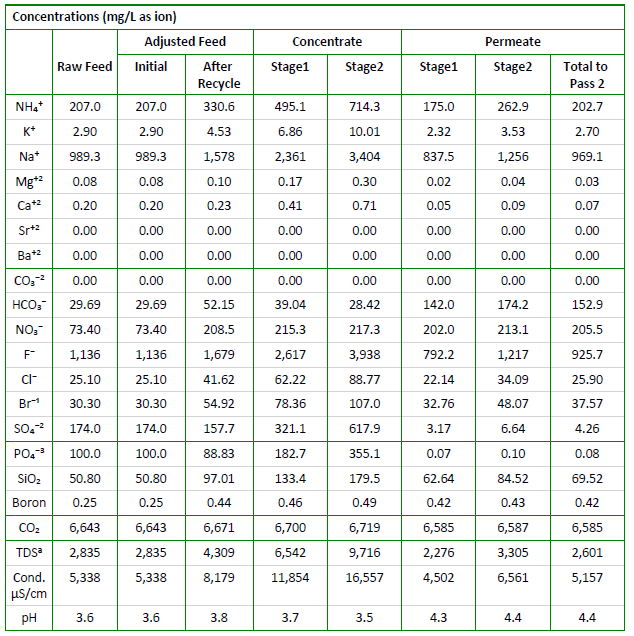 Concentrations (mg/L as ion)
Adjusted Feed Concentrate Permeate
Raw Feed Initial After Recycle Stage1 Stage2 Stage1 Stage2 Total to Pass 2
NH₄⁺ 207.0 207.0 330.6 495.1 714.3 175.0 262.9 202.7
K⁺ 2.90 2.90 4.53 6.86 10.01 2.32 3.53 2.70
Na⁺ 989.3 989.3 1,578 2,361 3,404 837.5 1,256 969.1
Mg⁺² 0.08 0.08 0.10 0.17 0.30 0.02 0.04 0.03
Ca⁺² 0.20 0.20 0.23 0.41 0.71 0.05 0.09 0.07
Sr⁺² 0.00 0.00 0.00 0.00 0.00 0.00 0.00 0.00
Ba⁺² 0.00 0.00 0.00 0.00 0.00 0.00 0.00 0.00
CO₃⁻² 0.00 0.00 0.00 0.00 0.00 0.00 0.00 0.00
HCO₃⁻ 29.69 29.69 52.15 39.04 28.42 142.0 174.2 152.9
NO₃⁻ 73.40 73.40 208.5 215.3 217.3 202.0 213.1 205.5
F⁻ 1,136 1,136 1,679 2,617 3,938 792.2 1,217 925.7
Cl⁻ 25.10 25.10 41.62 62.22 88.77 22.14 34.09 25.90
Br⁻¹ 30.30 30.30 54.92 78.36 107.0 32.76 48.07 37.57
SO₄⁻² 174.0 174.0 157.7 321.1 617.9 3.17 6.64 4.26
PO₄⁻³ 100.0 100.0 88.83 182.7 355.1 0.07 0.10 0.08
SiO₂ 50.80 50.80 97.01 133.4 179.5 62.64 84.52 69.52
Boron 0.25 0.25 0.44 0.46 0.49 0.42 0.43 0.42
CO₂ 6,643 6,643 6,671 6,700 6,719 6,585 6,587 6,585
TDSᵃ 2,835 2,835 4,309 6,542 9,716 2,276 3,305 2,601
Cond. µS/cm 5,338 5,338 8,179 11,854 16,557 4,502 6,561 5,157
pH 3.6 3.6 3.8 3.7 3.5 4.3 4.4 4.4